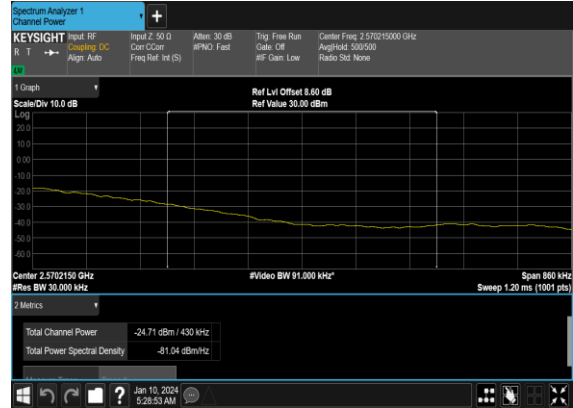 Spectrum Analyzer 1
Channel Power
KEYSIGHT Input: RF Input Z: 50 Ω Atten: 30 dB Trig: Free Run Center Freq: 2.570215000 GHz
R T Coupling: DC Corr CCorr #PNO: Fast Gate: Off Avg|Hold: 500/500
Align: Auto Freq Ref: Int (S) #IF Gain: Low Radio Std: None
LW
1 Graph
Ref Lvl Offset 8.60 dB
Scale/Div 10.0 dB Ref Value 30.00 dBm
Log
20.0
10.0
0.00
-10.0
-20.0
-30.0
-40.0
-50.0
-60.0
Center 2.5702150 GHz #Video BW 91.000 kHz* Span 860 kHz
#Res BW 30.000 kHz Sweep 1.20 ms (1001 pts)
2 Metrics
Total Channel Power -24.71 dBm / 430 kHz
Total Power Spectral Density -81.04 dBm/Hz
? Jan 10, 2024
5:28:53 AM